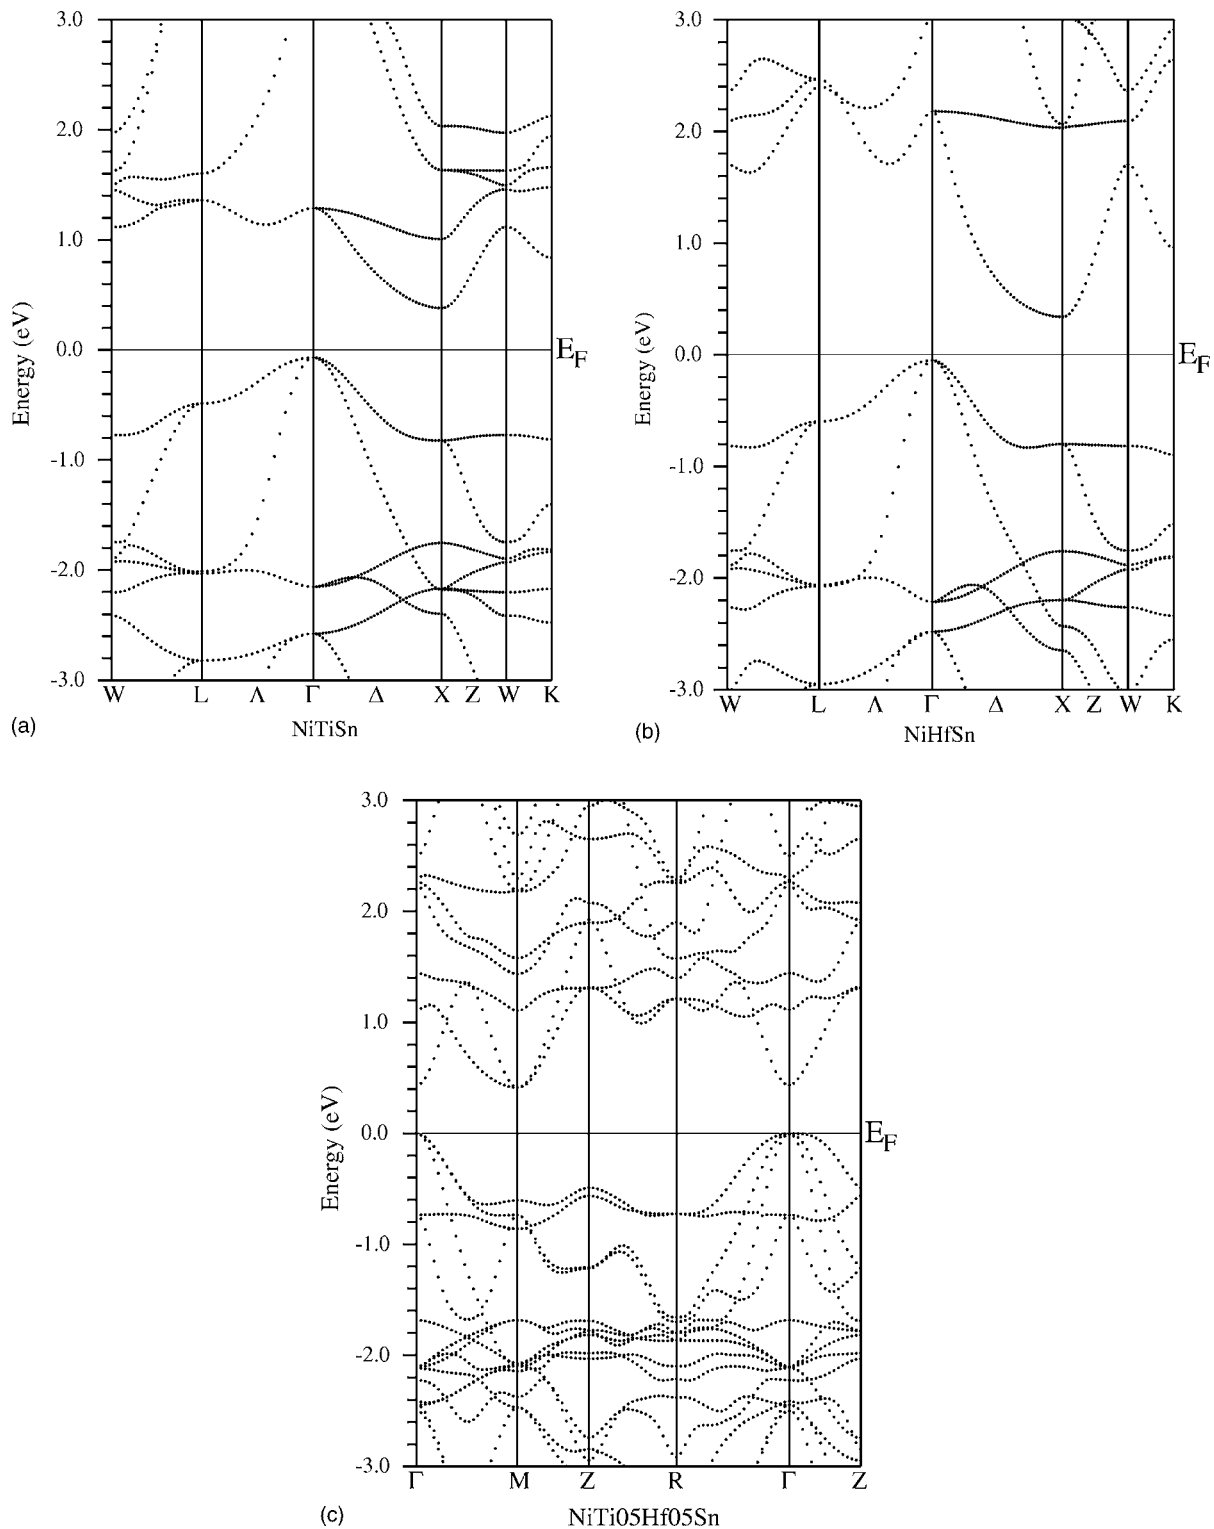 3.0
2.0
1.0
0.0
-1.0
-2.0
-3.0
Energy (eV)
E_F
W L Λ Γ Δ X Z W K
(a)
NiTiSn
3.0
2.0
1.0
0.0
-1.0
-2.0
-3.0
Energy (eV)
E_F
W L Λ Γ Δ X Z W K
(b)
NiHfSn
3.0
2.0
1.0
0.0
-1.0
-2.0
-3.0
Energy (eV)
E_F
Γ M Z R Γ Z
(c)
NiTi05Hf05Sn